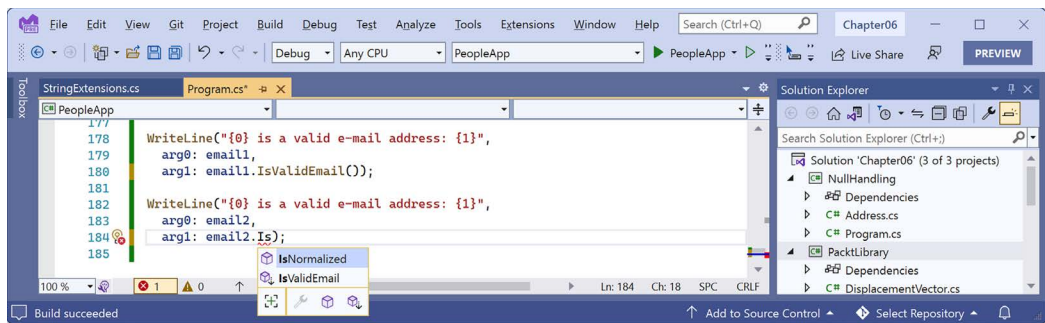 File Edit View Git Project Build Debug Test Analyze Tools Extensions Window Help Search (Ctrl+Q) Chapter06
Debug Any CPU PeopleApp PeopleApp Live Share PREVIEW
Toolbox
StringExtensions.cs Program.cs*
Solution Explorer
C# PeopleApp
Search Solution Explorer (Ctrl+;)
177
178 WriteLine("{0} is a valid e-mail address: {1}",
179 arg0: email1,
180 arg1: email1.IsValidEmail());
181
182 WriteLine("{0} is a valid e-mail address: {1}",
183 arg0: email2,
184 arg1: email2.Is);
185
IsNormalized
IsValidEmail
Solution 'Chapter06' (3 of 3 projects)
C# NullHandling
Dependencies
C# Address.cs
C# Program.cs
C# PacktLibrary
Dependencies
C# DisplacementVector.cs
100 % 1 0 Ln: 184 Ch: 18 SPC CRLF
Build succeeded Add to Source Control Select Repository